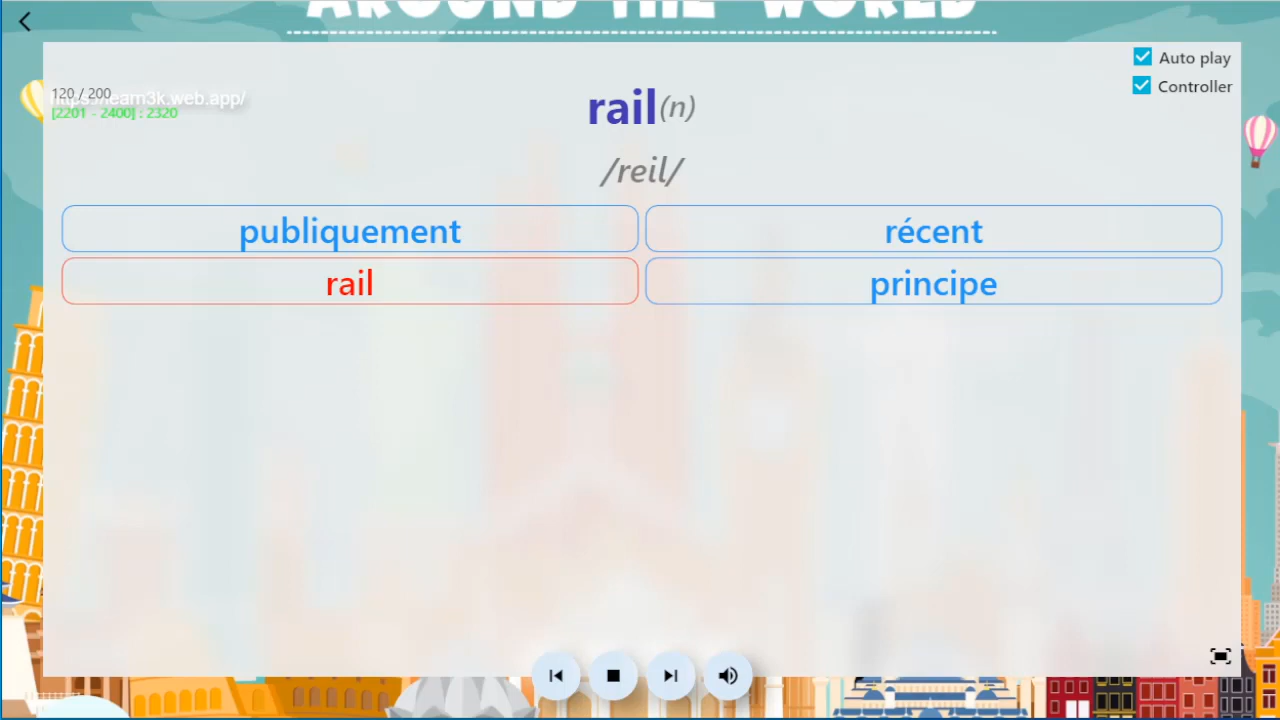 AROUND THE WORLD
Auto play
120 / 200
https://learn3k.web.app/
Controller
rail (n)
[2201 - 2400] : 2320
/reil/
publiquement
récent
rail
principe